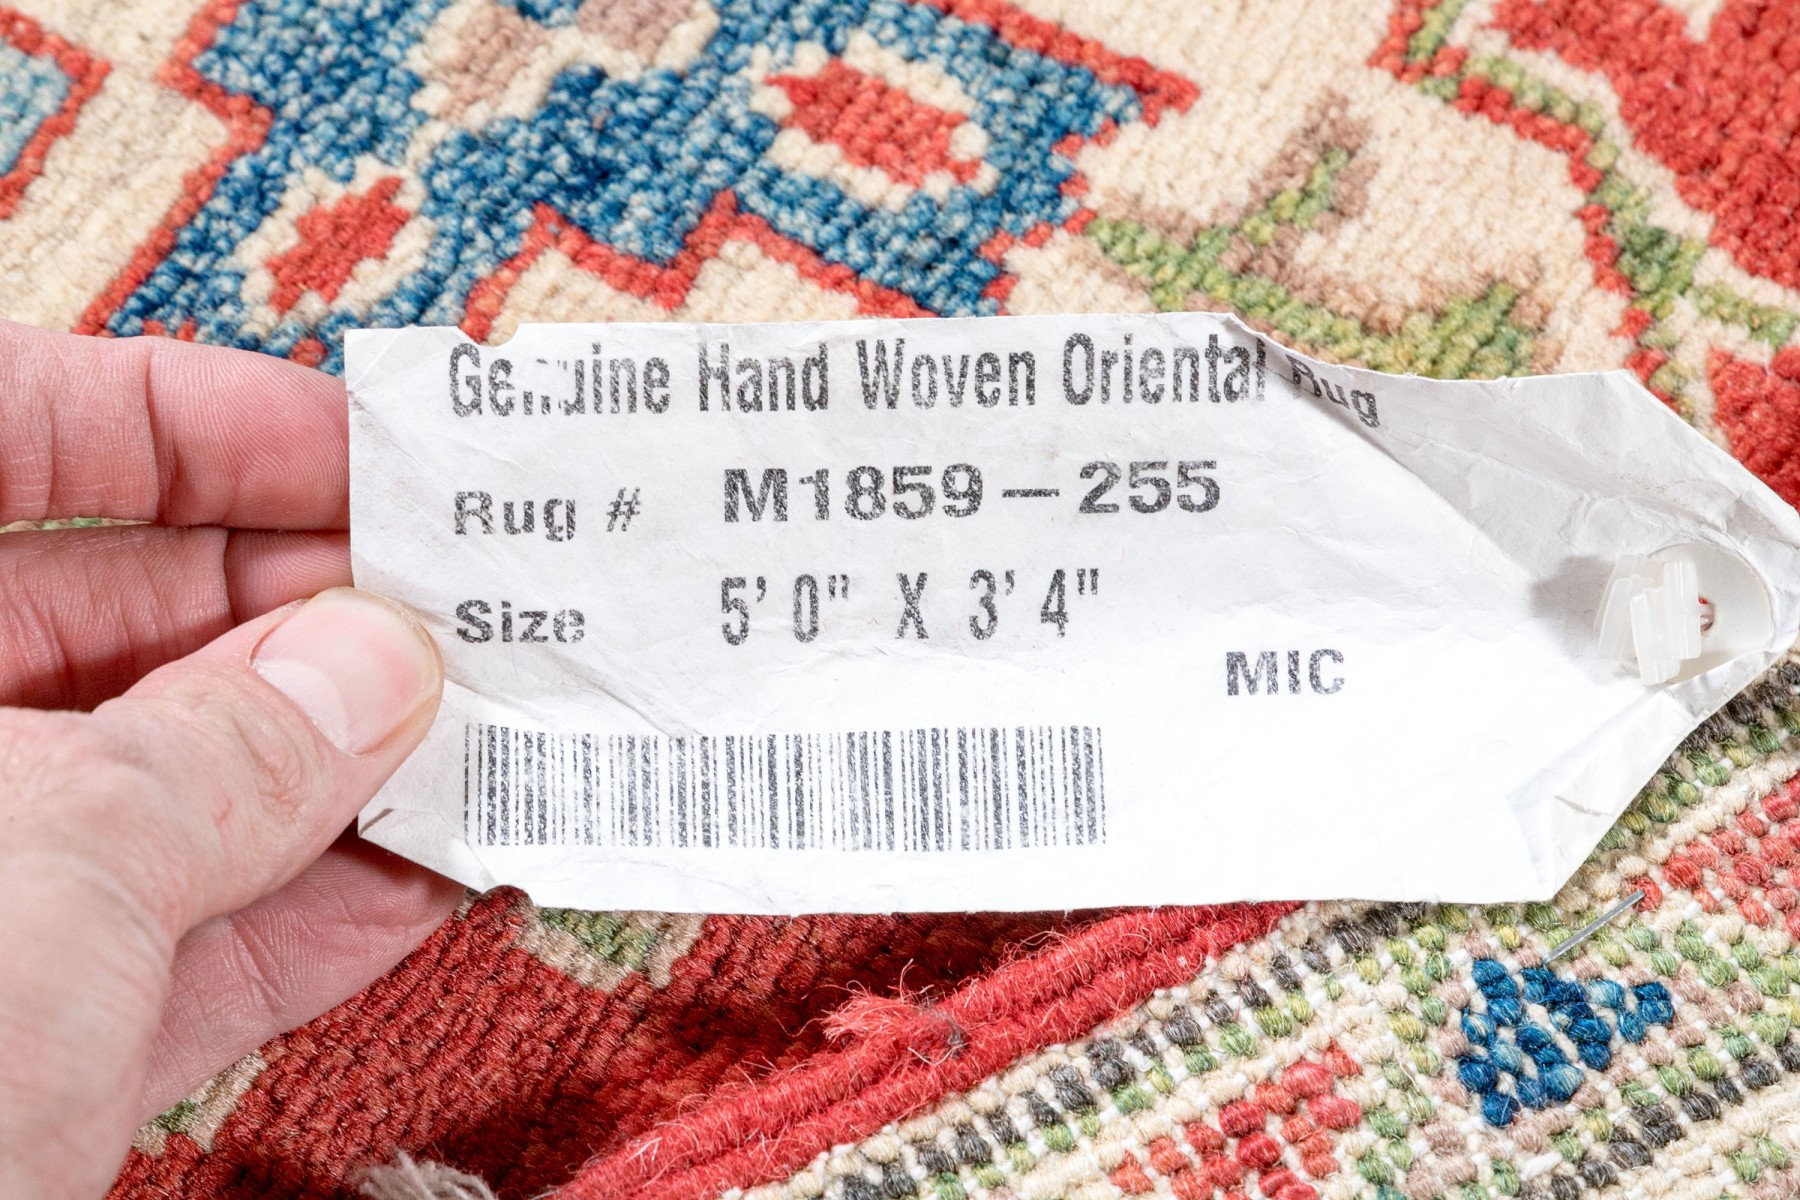 Genuine Hand Woven Oriental Rug
Rug # M1859-255
Size 5' 0" X 3' 4"
MIC